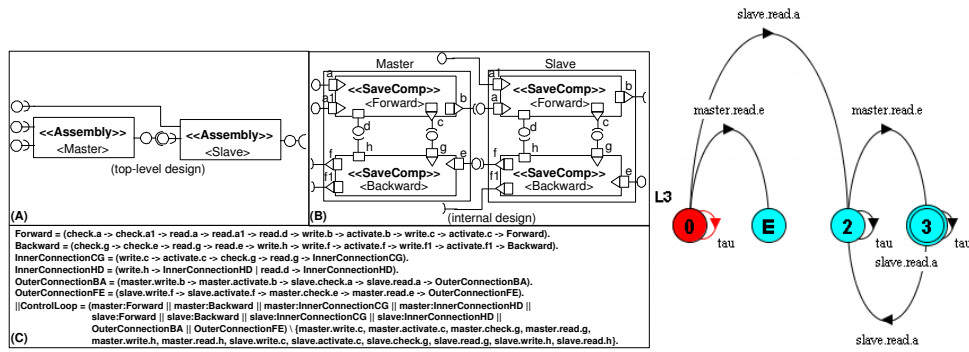 <<Assembly>>
<Master>
<<Assembly>>
<Slave>
(top-level design)
(A)
Master
Slave
a
a1
<<SaveComp>>
<Forward>
b
d
c
h
g
f
f1
<<SaveComp>>
<Backward>
e
a1
a
<<SaveComp>>
<Forward>
b
d
c
h
g
f
f1
<<SaveComp>>
<Backward>
e
(B)
(internal design)
Forward = (check.a -> check.a1 -> read.a -> read.a1 -> read.d -> write.b -> activate.b -> write.c -> activate.c -> Forward).
Backward = (check.g -> check.e -> read.g -> read.e -> write.h -> write.f -> activate.f -> write.f1 -> activate.f1 -> Backward).
InnerConnectionCG = (write.c -> activate.c -> check.g -> read.g -> InnerConnectionCG).
InnerConnectionHD = (write.h -> InnerConnectionHD | read.d -> InnerConnectionHD).
OuterConnectionBA = (master.write.b -> master.activate.b -> slave.check.a -> slave.read.a -> OuterConnectionBA).
OuterConnectionFE = (slave.write.f -> slave.activate.f -> master.check.e -> master.read.e -> OuterConnectionFE).
||ControlLoop = (master:Forward || master:Backward || master:InnerConnectionCG || master:InnerConnectionHD ||
slave:Forward || slave:Backward || slave:InnerConnectionCG || slave:InnerConnectionHD ||
OuterConnectionBA || OuterConnectionFE) \ {master.write.c, master.activate.c, master.check.g, master.read.g,
master.write.h, master.read.h, slave.write.c, slave.activate.c, slave.check.g, slave.read.g, slave.write.h, slave.read.h}.
(C)
slave.read.a
master.read.e
master.read.e
L3
0
tau
E
2
tau
3
tau
slave.read.a
slave.read.a